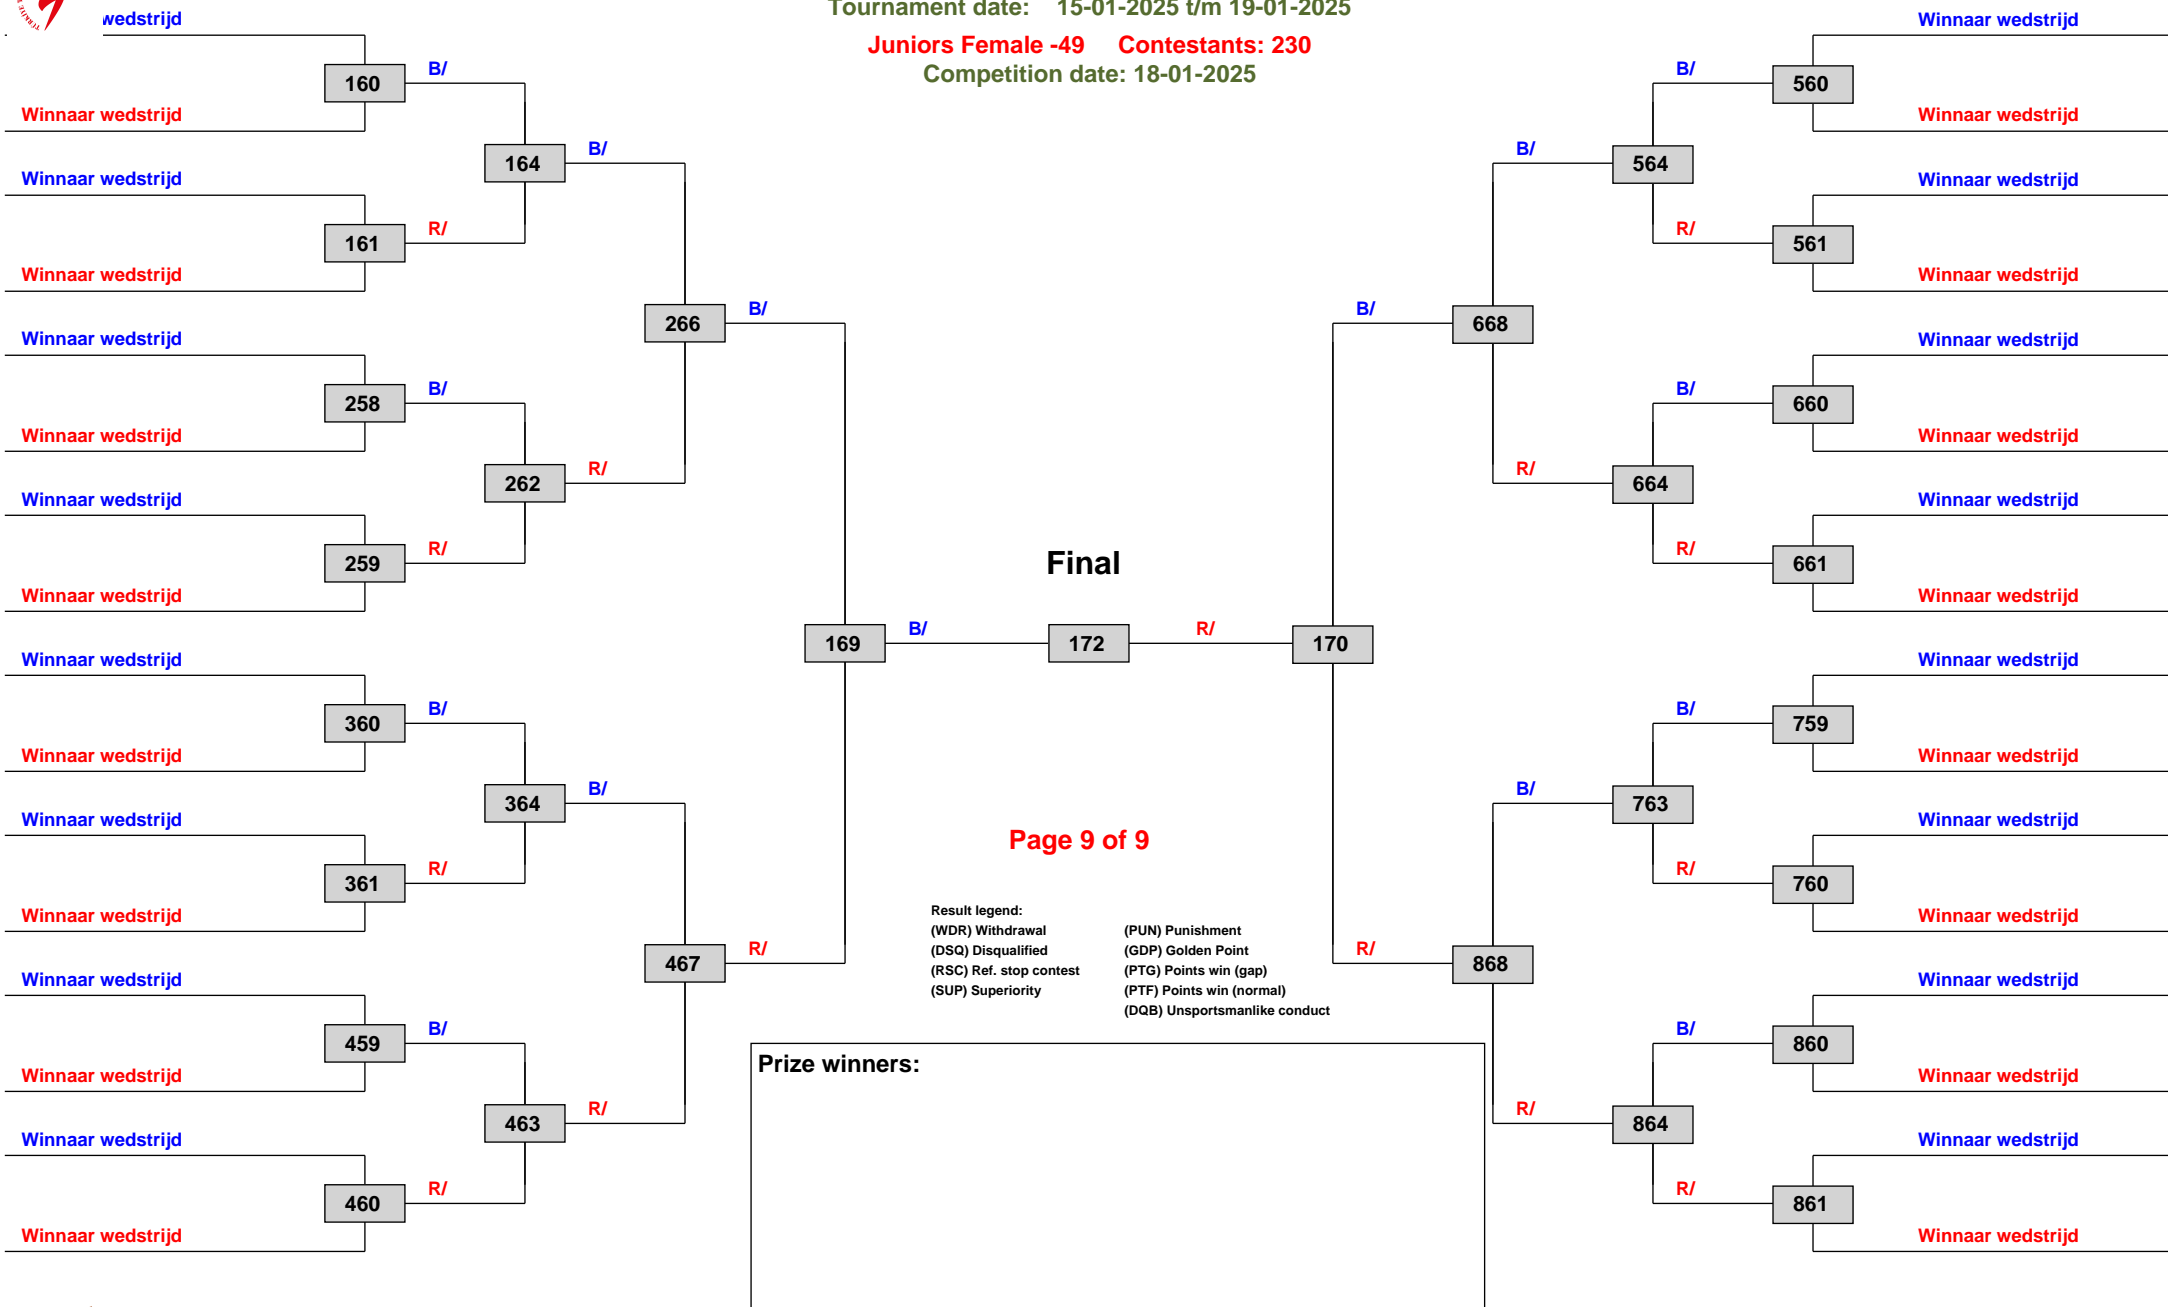 Tournament date: 15-01-2025 t/m 19-01-2025
Juniors Female -49 Contestants: 230
Competition date: 18-01-2025
wedstrijd
160
B/
Winnaar wedstrijd
164
B/
Winnaar wedstrijd
161
R/
Winnaar wedstrijd
266
B/
Winnaar wedstrijd
258
B/
Winnaar wedstrijd
262
R/
Winnaar wedstrijd
259
R/
Winnaar wedstrijd
169
B/
Winnaar wedstrijd
360
B/
Winnaar wedstrijd
364
B/
Winnaar wedstrijd
361
R/
Winnaar wedstrijd
467
R/
Winnaar wedstrijd
459
B/
Winnaar wedstrijd
463
R/
Winnaar wedstrijd
460
R/
Winnaar wedstrijd
Final
172
R/
170
Page 9 of 9
Result legend:
(WDR) Withdrawal
(DSQ) Disqualified
(RSC) Ref. stop contest
(SUP) Superiority
(PUN) Punishment
(GDP) Golden Point
(PTG) Points win (gap)
(PTF) Points win (normal)
(DQB) Unsportsmanlike conduct
Prize winners:
Winnaar wedstrijd
B/
560
Winnaar wedstrijd
B/
564
Winnaar wedstrijd
R/
561
Winnaar wedstrijd
B/
668
Winnaar wedstrijd
B/
660
Winnaar wedstrijd
R/
664
Winnaar wedstrijd
R/
661
Winnaar wedstrijd
Winnaar wedstrijd
B/
759
Winnaar wedstrijd
B/
763
Winnaar wedstrijd
R/
760
Winnaar wedstrijd
R/
868
Winnaar wedstrijd
B/
860
Winnaar wedstrijd
R/
864
Winnaar wedstrijd
R/
861
Winnaar wedstrijd